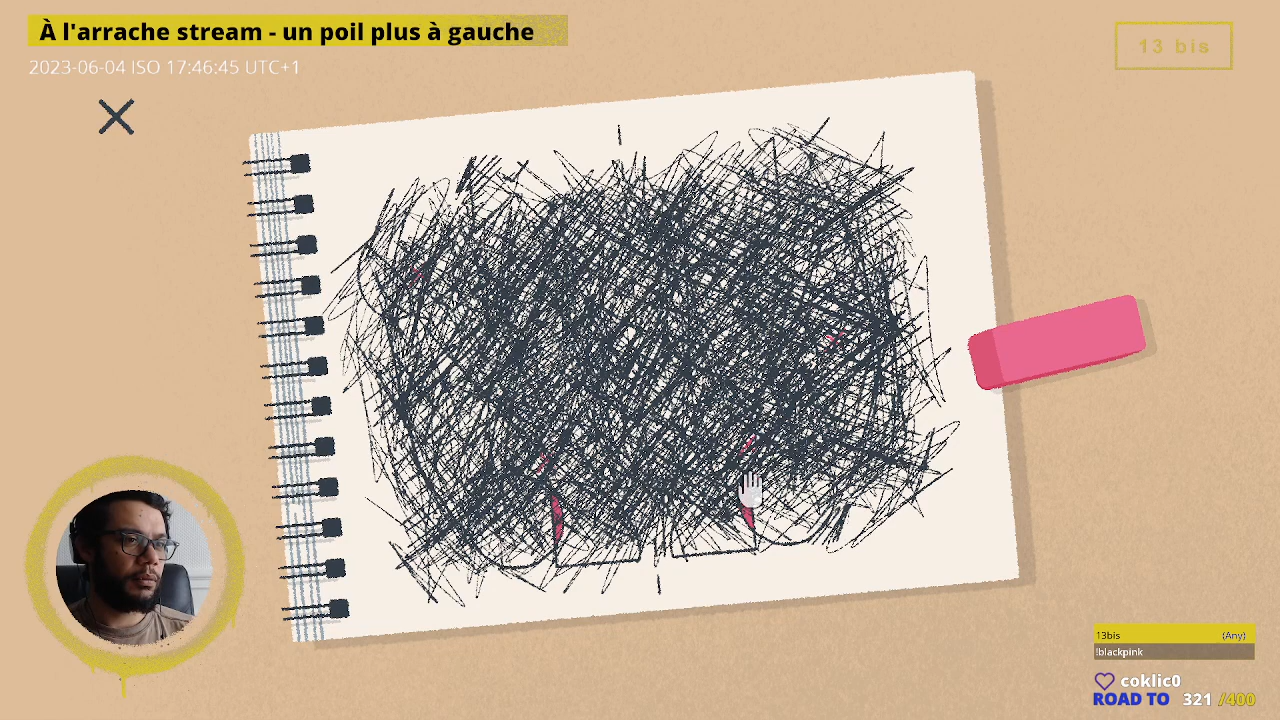 À l'arrache stream - un poil plus à gauche
2023-06-04 ISO 17:46:45 UTC+1
13 bis
13bis (Any)
!blackpink
coklic0
ROAD TO 321 /400